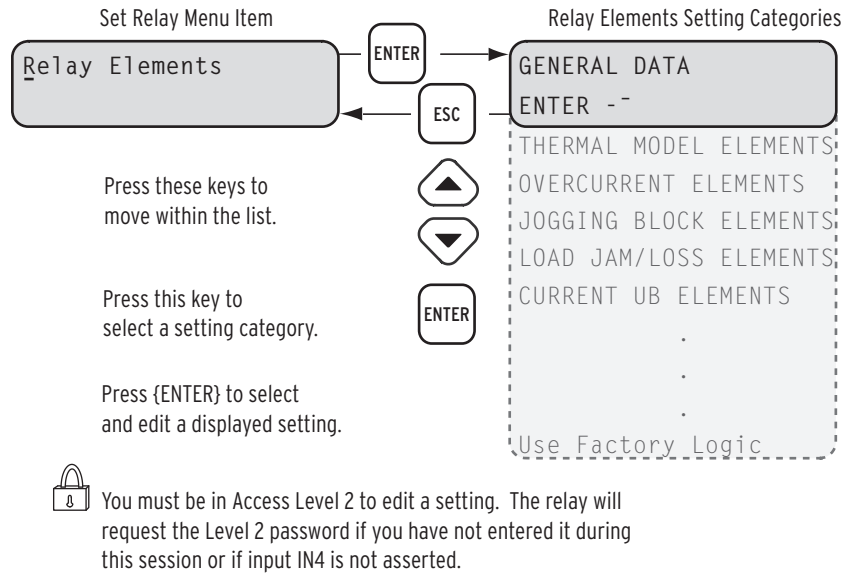 Set Relay Menu Item
Relay Elements Setting Categories
Relay Elements
ENTER
GENERAL DATA
ENTER -¯
ESC
THERMAL MODEL ELEMENTS
OVERCURRENT ELEMENTS
JOGGING BLOCK ELEMENTS
LOAD JAM/LOSS ELEMENTS
CURRENT UB ELEMENTS
.
.
.
Use Factory Logic
Press these keys to
move within the list.
Press this key to
select a setting category.
ENTER
Press {ENTER} to select
and edit a displayed setting.
You must be in Access Level 2 to edit a setting. The relay will
request the Level 2 password if you have not entered it during
this session or if input IN4 is not asserted.